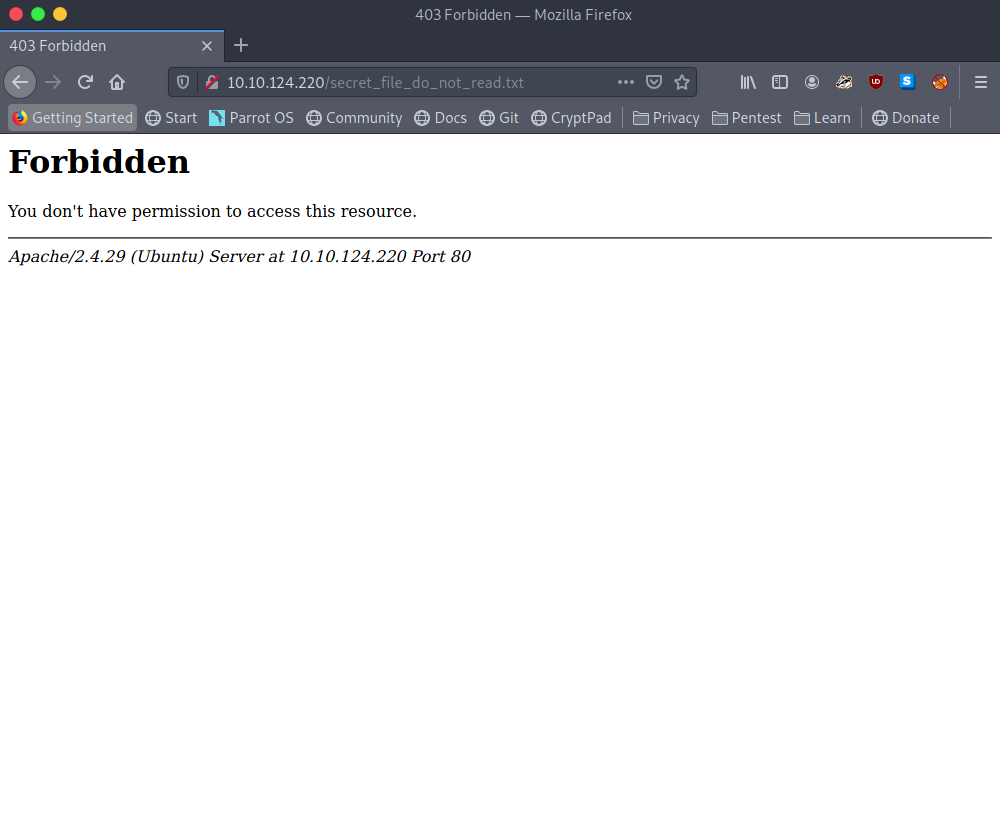 403 Forbidden — Mozilla Firefox
403 Forbidden
10.10.124.220/secret_file_do_not_read.txt
Getting Started Start Parrot OS Community Docs Git CryptPad Privacy Pentest Learn Donate
Forbidden
You don't have permission to access this resource.
Apache/2.4.29 (Ubuntu) Server at 10.10.124.220 Port 80